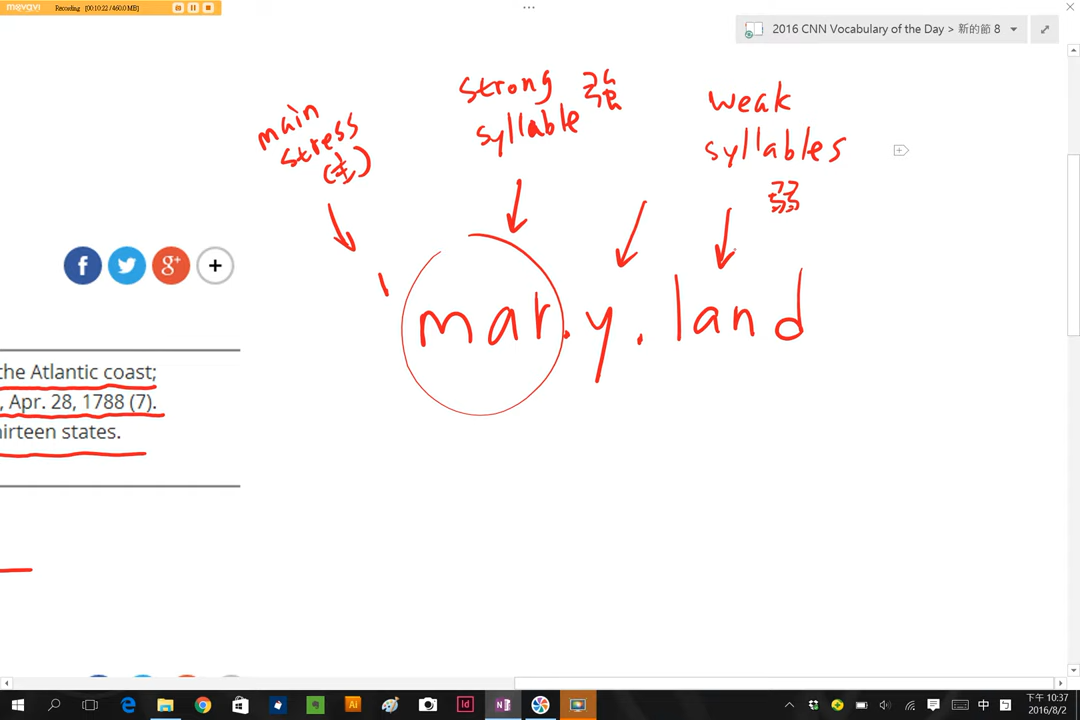 movavi
Recording [00:10:22 / 460.0 MB]
2016 CNN Vocabulary of the Day > 新的節 8
main
stress
(主)
strong 強
syllable
weak
syllables
弱
f
g+
+
'mar.y.land
the Atlantic coast;
, Apr. 28, 1788 (7).
hirteen states.
中
下午 10:37
2016/8/2